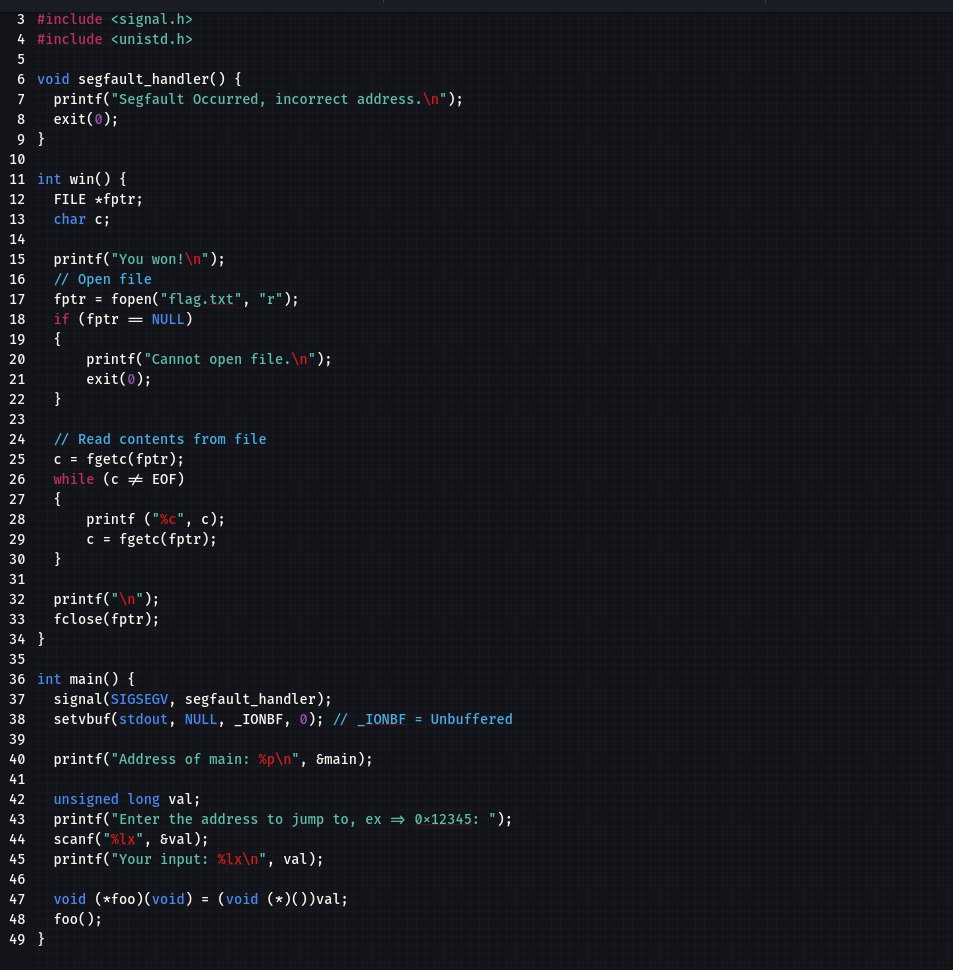 3 #include <signal.h>
4 #include <unistd.h>
5
6 void segfault_handler() {
7   printf("Segfault Occurred, incorrect address.\n");
8   exit(0);
9 }
10
11 int win() {
12   FILE *fptr;
13   char c;
14
15   printf("You won!\n");
16   // Open file
17   fptr = fopen("flag.txt", "r");
18   if (fptr == NULL)
19   {
20       printf("Cannot open file.\n");
21       exit(0);
22   }
23
24   // Read contents from file
25   c = fgetc(fptr);
26   while (c != EOF)
27   {
28       printf ("%c", c);
29       c = fgetc(fptr);
30   }
31
32   printf("\n");
33   fclose(fptr);
34 }
35
36 int main() {
37   signal(SIGSEGV, segfault_handler);
38   setvbuf(stdout, NULL, _IONBF, 0); // _IONBF = Unbuffered
39
40   printf("Address of main: %p\n", &main);
41
42   unsigned long val;
43   printf("Enter the address to jump to, ex => 0x12345: ");
44   scanf("%lx", &val);
45   printf("Your input: %lx\n", val);
46
47   void (*foo)(void) = (void (*)())val;
48   foo();
49 }